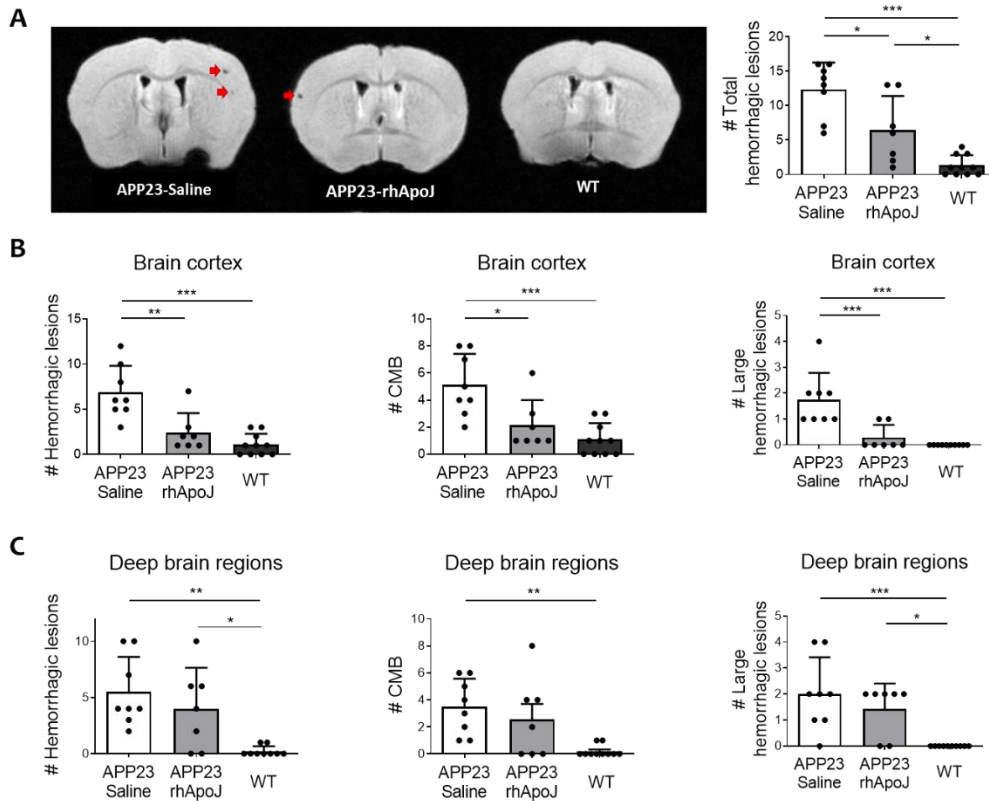 A
APP23-Saline
APP23-rhApoJ
WT
# Total
hemorrhagic lesions
20
15
10
5
0
***
*
*
APP23
Saline
APP23
rhApoJ
WT
B
Brain cortex
# Hemorrhagic lesions
15
10
5
0
***
**
APP23
Saline
APP23
rhApoJ
WT
Brain cortex
# CMB
10
8
6
4
2
0
***
*
APP23
Saline
APP23
rhApoJ
WT
Brain cortex
# Large
hemorrhagic lesions
5
4
3
2
1
0
***
***
APP23
Saline
APP23
rhApoJ
WT
C
Deep brain regions
# Hemorrhagic lesions
10
5
0
**
*
APP23
Saline
APP23
rhApoJ
WT
Deep brain regions
# CMB
10
8
6
4
2
0
**
APP23
Saline
APP23
rhApoJ
WT
Deep brain regions
# Large
hemorrhagic lesions
5
4
3
2
1
0
***
*
APP23
Saline
APP23
rhApoJ
WT